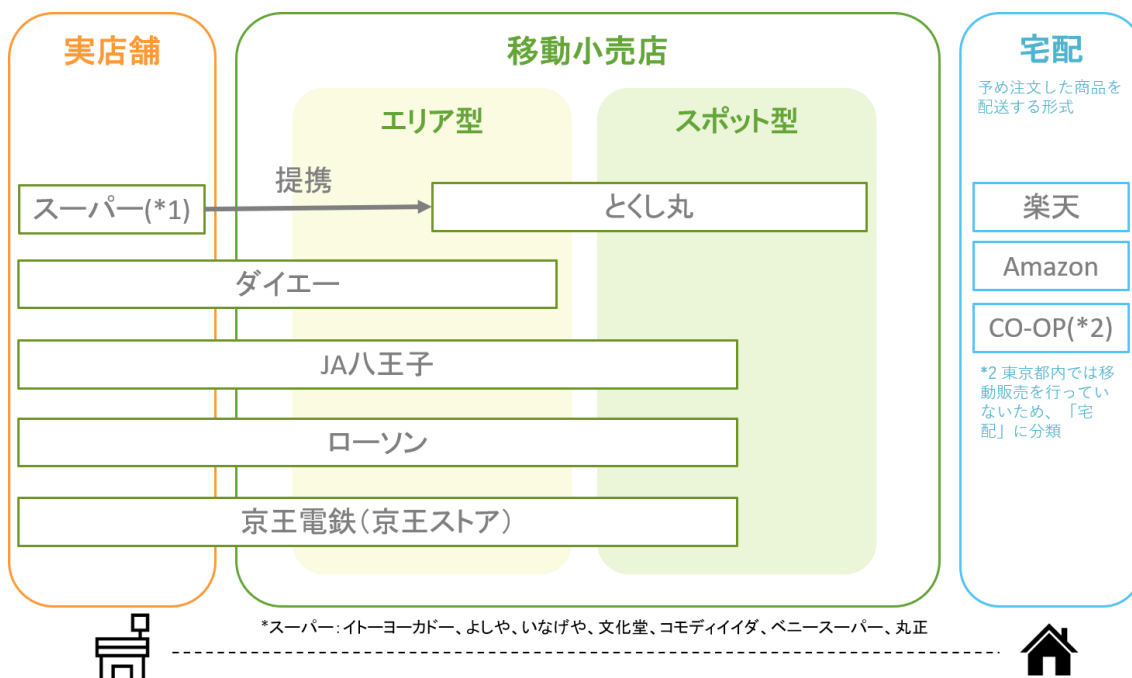 実店舗
移動小売店
宅配
予め注文した商品を
配送する形式
エリア型
スポット型
提携
スーパー(*1)
とくし丸
楽天
ダイエー
Amazon
CO-OP(*2)
JA八王子
*2 東京都内では移
動販売を行ってい
ないため、「宅
配」に分類
ローソン
京王電鉄（京王ストア）
*スーパー：イトーヨーカドー、よしや、いなげや、文化堂、コモディイイダ、ベニースーパー、丸正